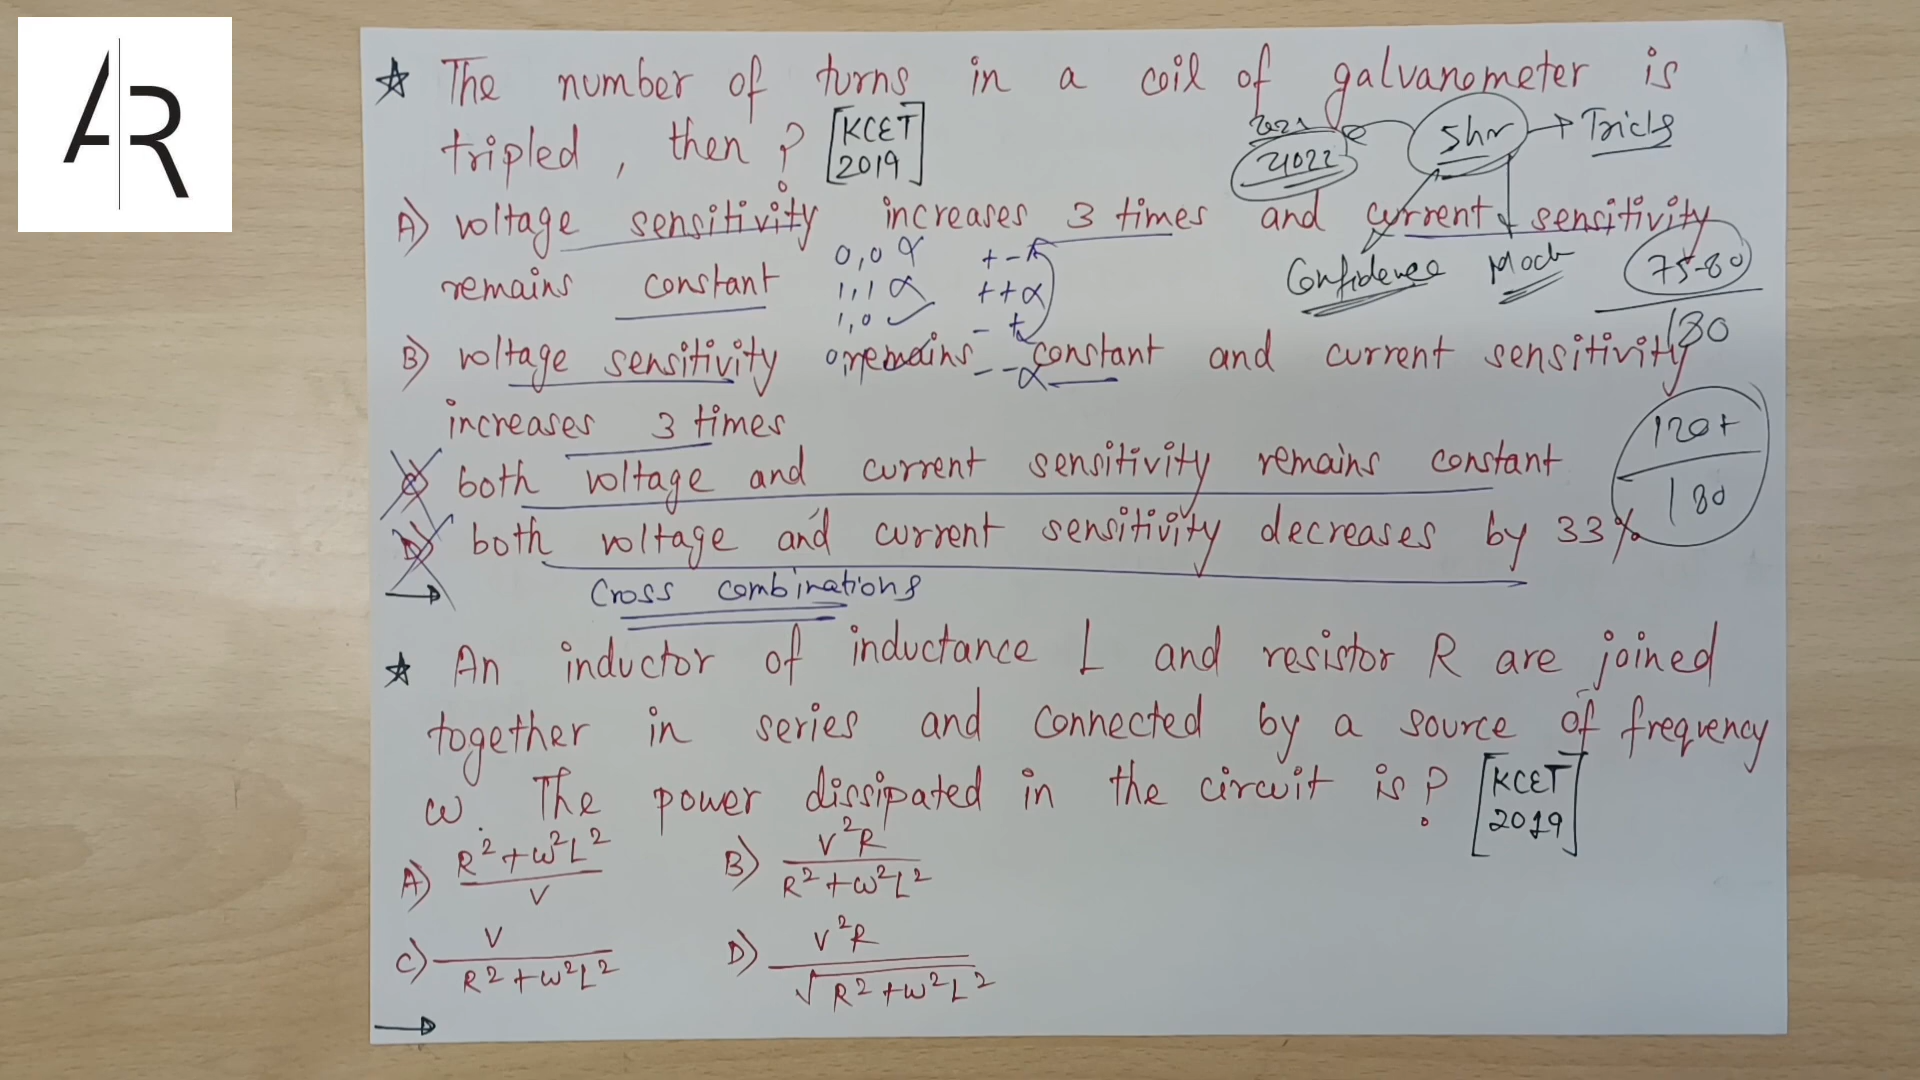 AR
☆ The number of turns in a coil of galvanometer is
tripled, then ? [KCET 2019]
2021
2022
5hr → Tricks
Confidence
Mock
75-80
180
A) voltage sensitivity increases 3 times and current sensitivity
remains constant
0,0 α
1,1 α
1,0 ✓
0,1
+ -
+ + α
- +
- - α
B) voltage sensitivity remains constant and current sensitivity
increases 3 times
120+
180
C) both voltage and current sensitivity remains constant
D) both voltage and current sensitivity decreases by 33%
→ Cross combinations
☆ An inductor of inductance L and resistor R are joined
together in series and connected by a source of frequency
ω. The power dissipated in the circuit is ? [KCET 2019]
A) R²+ω²L² / V
B) V²R / R²+ω²L²
C) V / R²+ω²L²
D) V²R / √R²+ω²L²
→